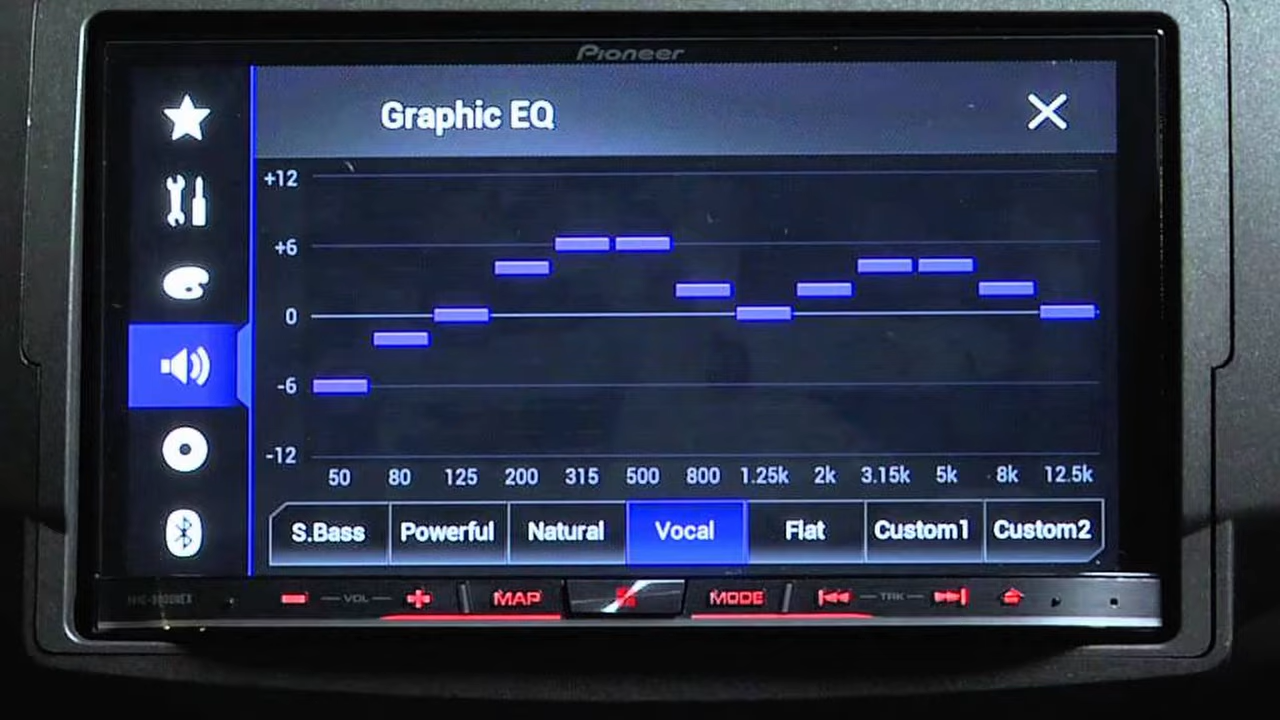 Pioneer
Graphic EQ
+12
+6
0
-6
-12
50 80 125 200 315 500 800 1.25k 2k 3.15k 5k 8k 12.5k
S.Bass Powerful Natural Vocal Flat Custom1 Custom2
VOL MAP MODE TRK